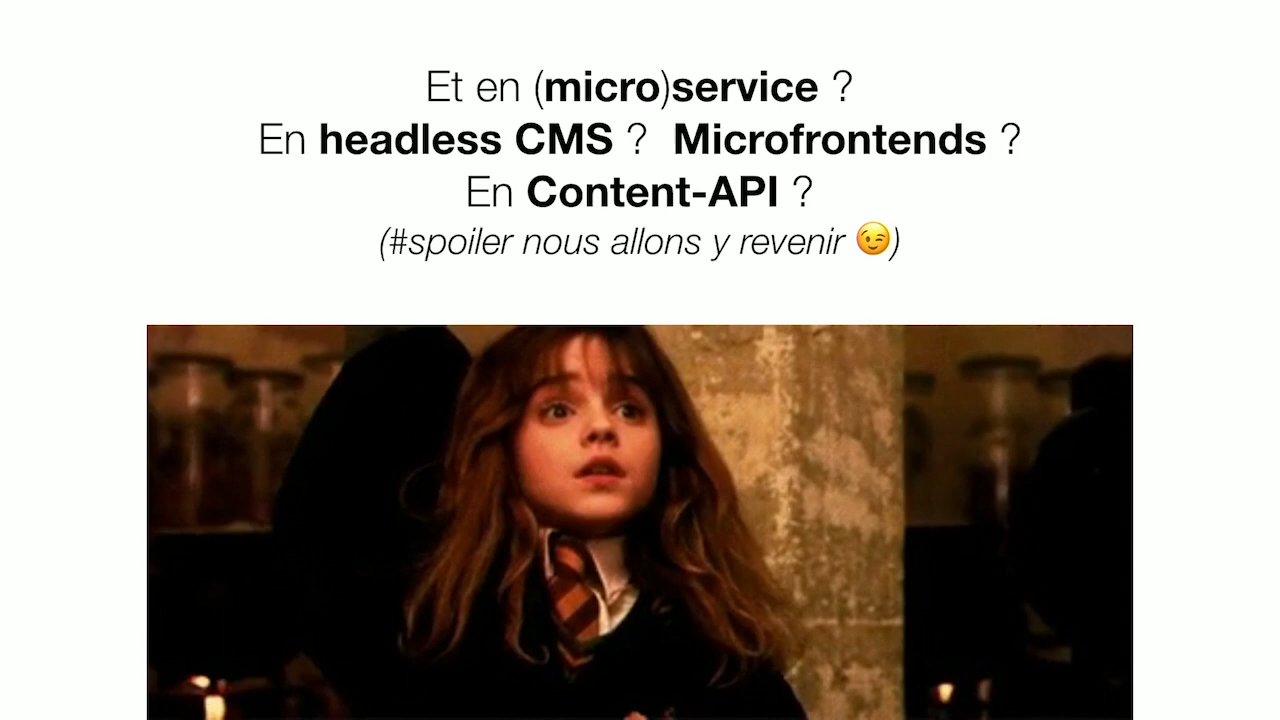 Et en (micro)service ?
En headless CMS ? Microfrontends ?
En Content-API ?
(#spoiler nous allons y revenir 😉)